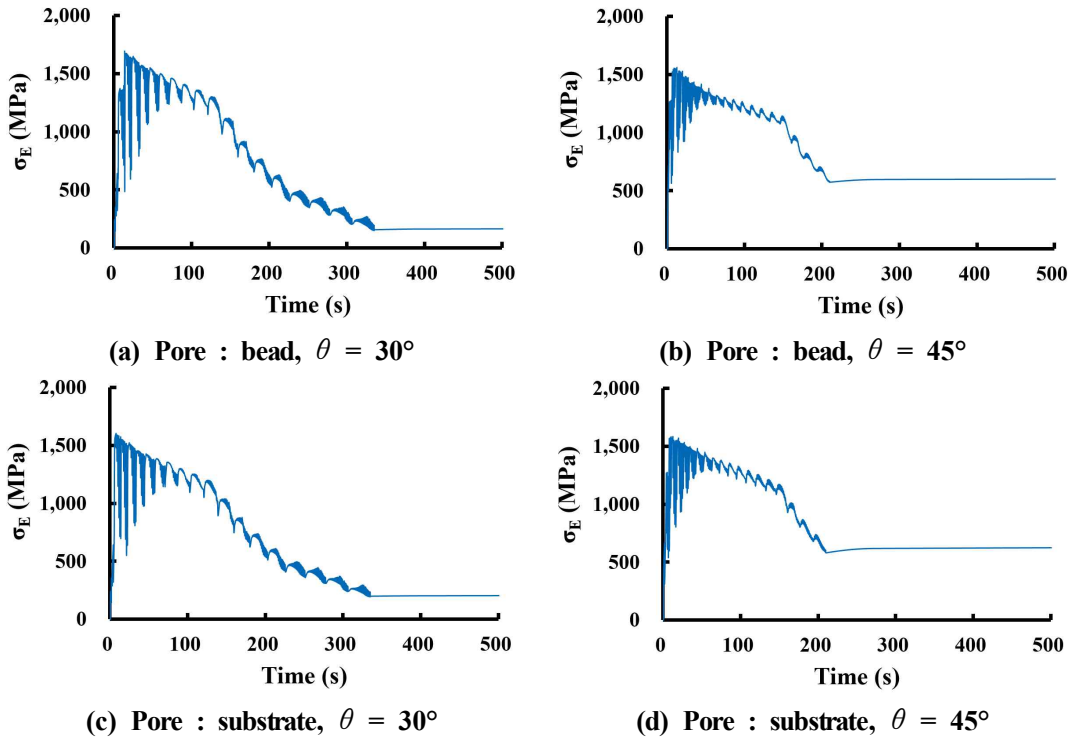 2,000
1,500
1,000
500
0
σE (MPa)
0 100 200 300 400 500
Time (s)
(a) Pore : bead, θ = 30°
2,000
1,500
1,000
500
0
σE (MPa)
0 100 200 300 400 500
Time (s)
(b) Pore : bead, θ = 45°
2,000
1,500
1,000
500
0
σE (MPa)
0 100 200 300 400 500
Time (s)
(c) Pore : substrate, θ = 30°
2,000
1,500
1,000
500
0
σE (MPa)
0 100 200 300 400 500
Time (s)
(d) Pore : substrate, θ = 45°